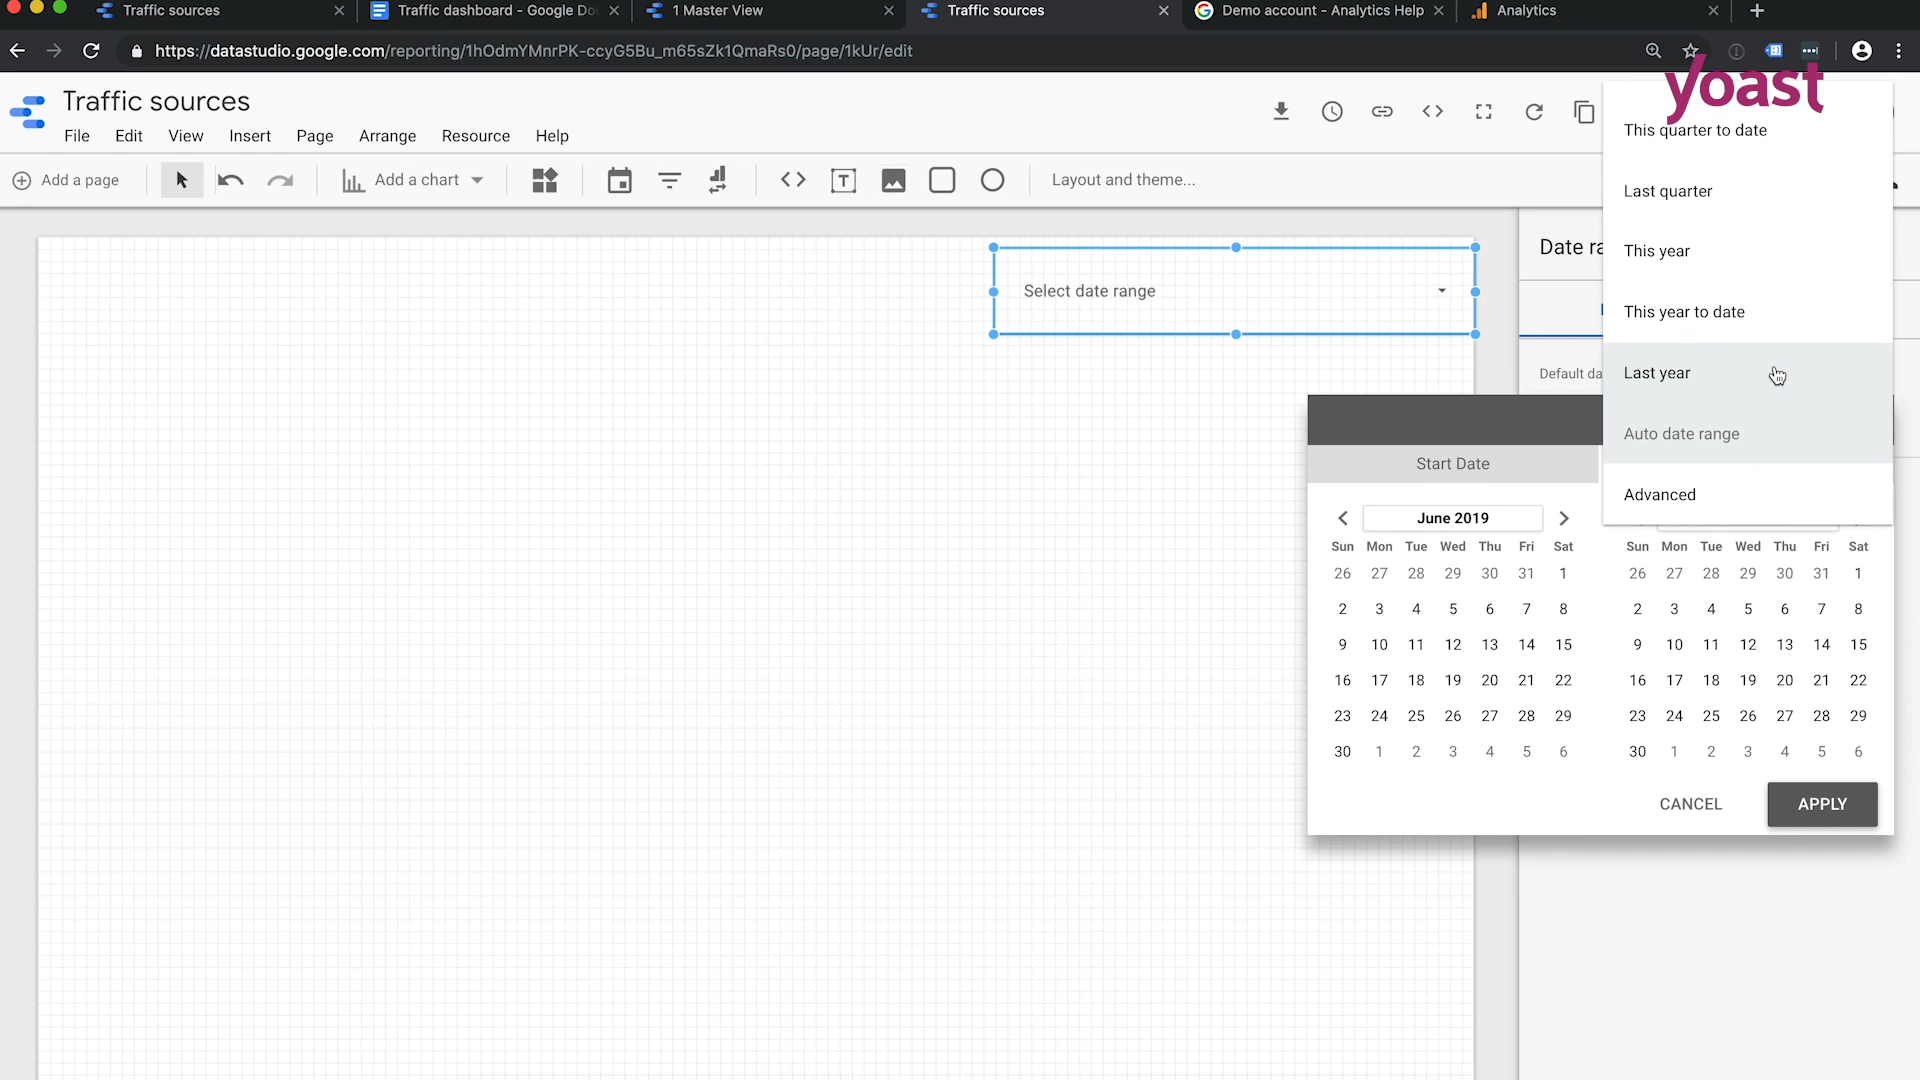 Traffic sources
Traffic dashboard - Google Do
1 Master View
Traffic sources
Demo account - Analytics Help
Analytics
https://datastudio.google.com/reporting/1hOdmYMnrPK-ccyG5Bu_m65sZk1QmaRs0/page/1kUr/edit
yoast
Traffic sources
File Edit View Insert Page Arrange Resource Help
Add a page
Add a chart
Layout and theme...
Select date range
Date ra
Default da
This quarter to date
Last quarter
This year
This year to date
Last year
Auto date range
Advanced
Start Date
June 2019
Sun Mon Tue Wed Thu Fri Sat
26 27 28 29 30 31 1
2 3 4 5 6 7 8
9 10 11 12 13 14 15
16 17 18 19 20 21 22
23 24 25 26 27 28 29
30 1 2 3 4 5 6
Sun Mon Tue Wed Thu Fri Sat
26 27 28 29 30 31 1
2 3 4 5 6 7 8
9 10 11 12 13 14 15
16 17 18 19 20 21 22
23 24 25 26 27 28 29
30 1 2 3 4 5 6
CANCEL
APPLY